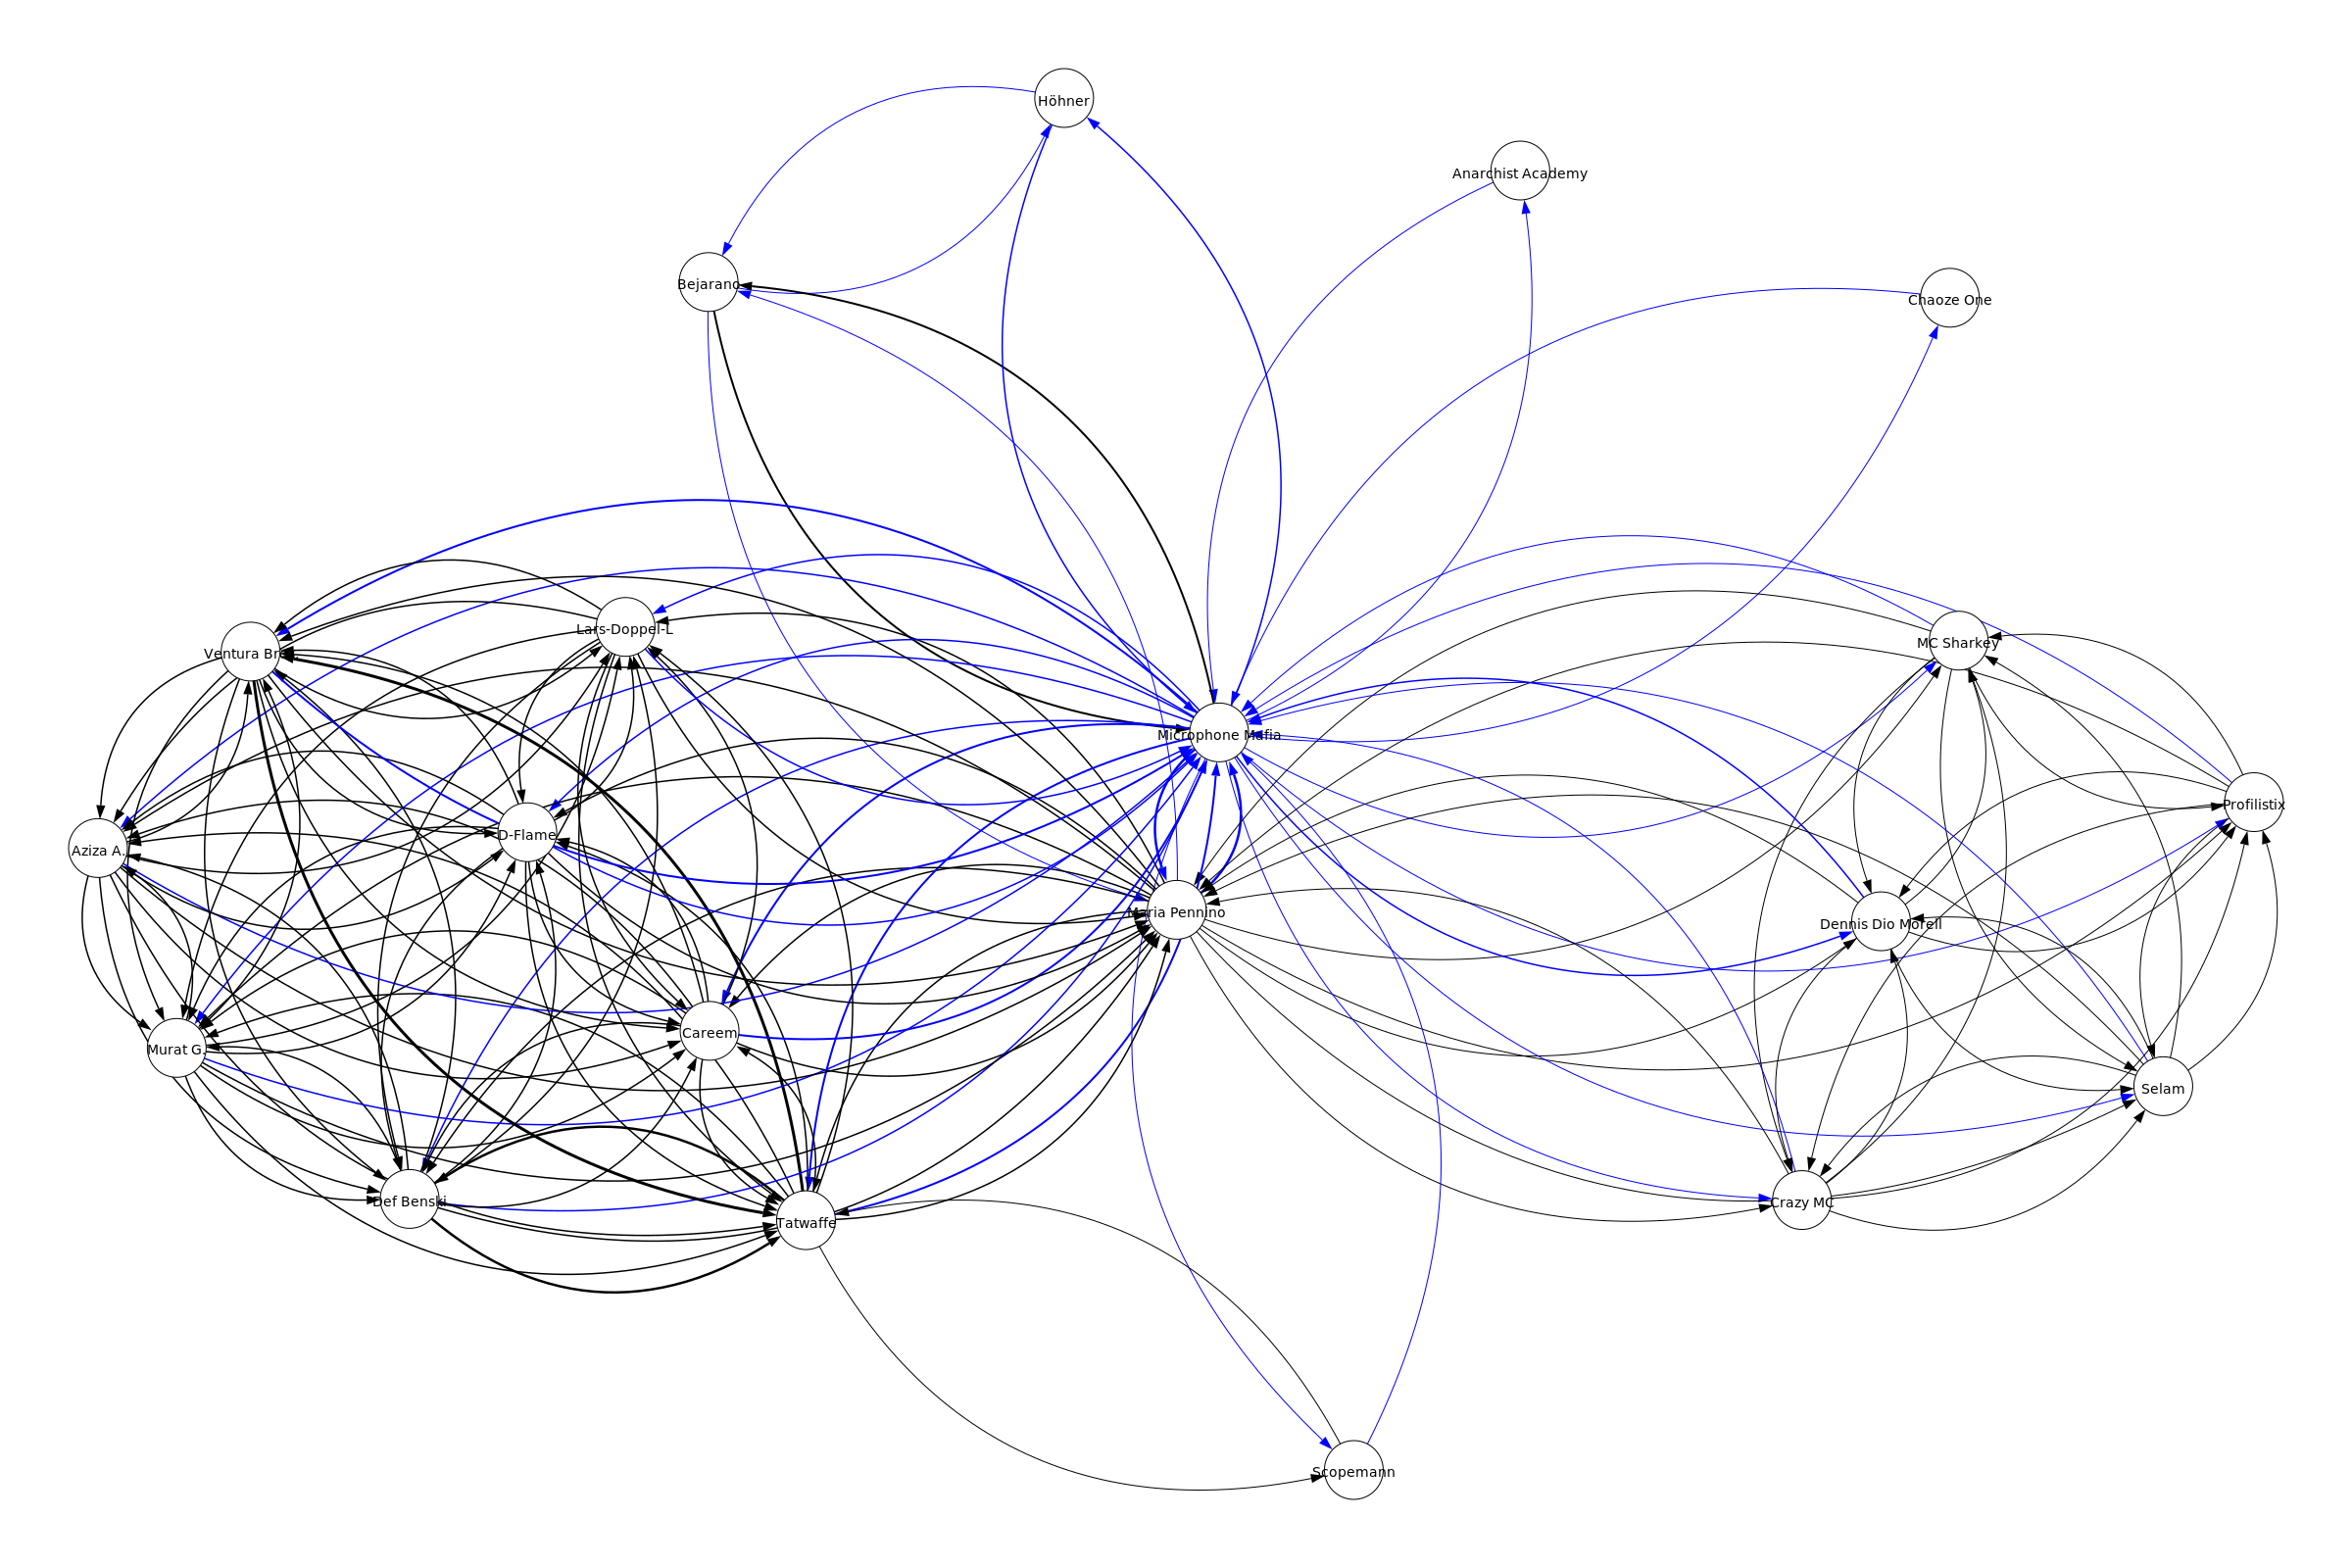 Höhner
Anarchist Academy
Bejarano
Chaoze One
Lars-Doppel-L
MC Sharkey
Ventura Bre
Microphone Mafia
Profilistix
D-Flame
Aziza A.
Maria Pennino
Dennis Dio Morell
Careem
Murat G.
Selam
Def Benski
Crazy MC
Tatwaffe
Scopemann